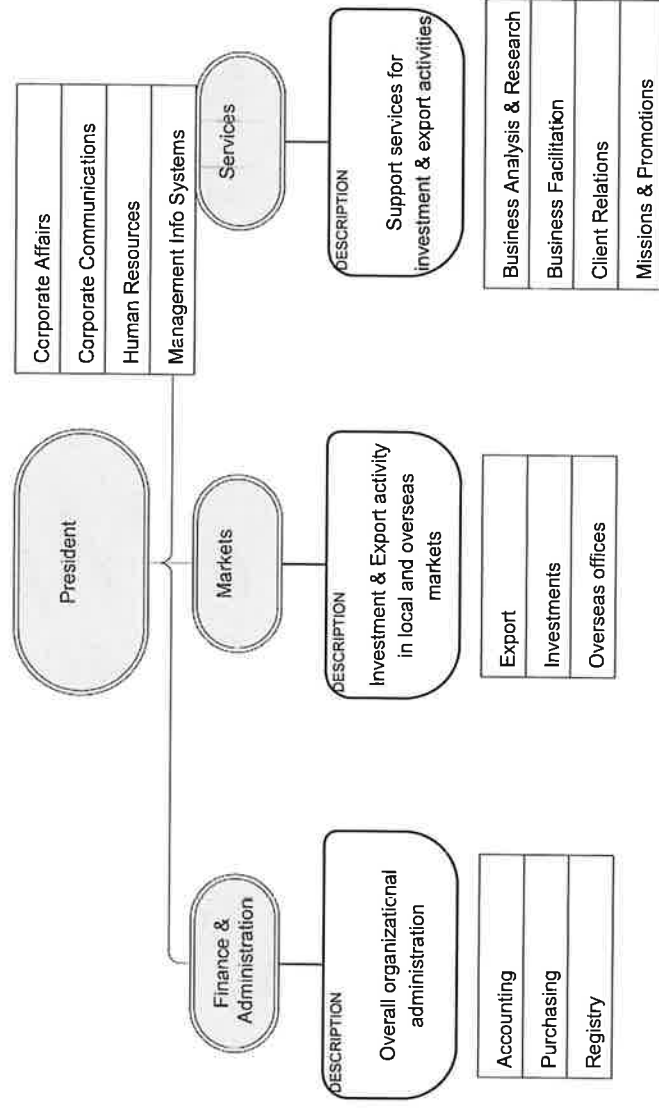 President
Corporate Affairs
Corporate Communications
Human Resources
Management Info Systems
Finance &
Administration
DESCRIPTION
Overall organizational
administration
Accounting
Purchasing
Registry
Markets
DESCRIPTION
Investment & Export activity
in local and overseas
markets
Export
Investments
Overseas offices
Services
DESCRIPTION
Support services for
investment & export activities
Business Analysis & Research
Business Facilitation
Client Relations
Missions & Promotions